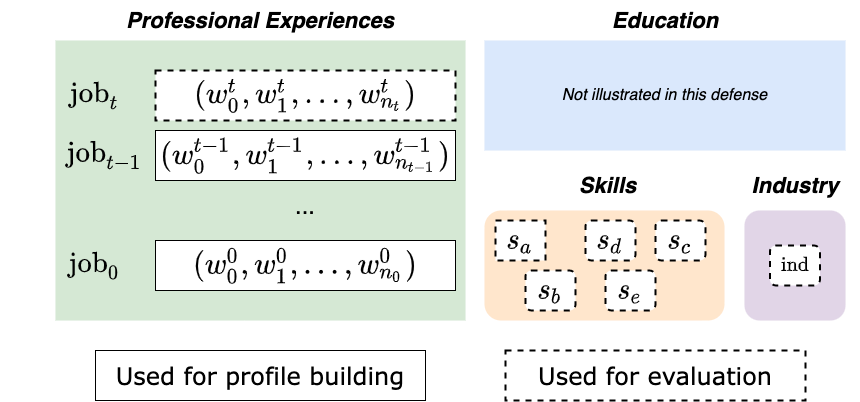 Professional Experiences
job_t (w_0^t, w_1^t, . . . , w_{n_t}^t)
job_{t−1} (w_0^{t−1}, w_1^{t−1}, . . . , w_{n_{t−1}}^{t−1})
...
job_0 (w_0^0, w_1^0, . . . , w_{n_0}^0)
Education
Not illustrated in this defense
Skills
s_a s_d s_c
s_b s_e
Industry
ind
Used for profile building
Used for evaluation